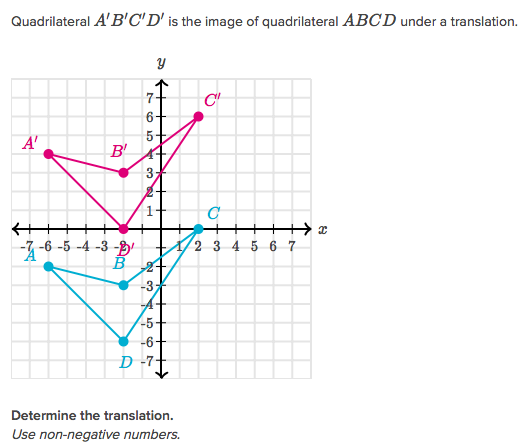 Quadrilateral A'B'C'D' is the image of quadrilateral ABCD under a translation.
y
7
C'
6
5
A'
B'
4
3
2
1
C
x
-7 -6 -5 -4 -3 -2 1 2 3 4 5 6 7
D'
A
B
-2
-3
-4
-5
-6
D
-7
Determine the translation.
Use non-negative numbers.